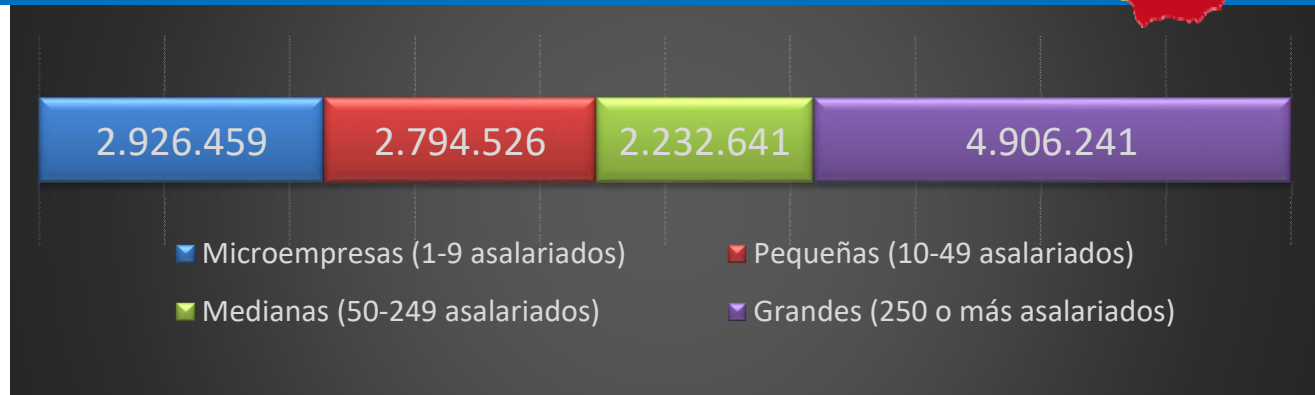 2.926.459 2.794.526 2.232.641 4.906.241
Microempresas (1-9 asalariados) Pequeñas (10-49 asalariados)
Medianas (50-249 asalariados) Grandes (250 o más asalariados)